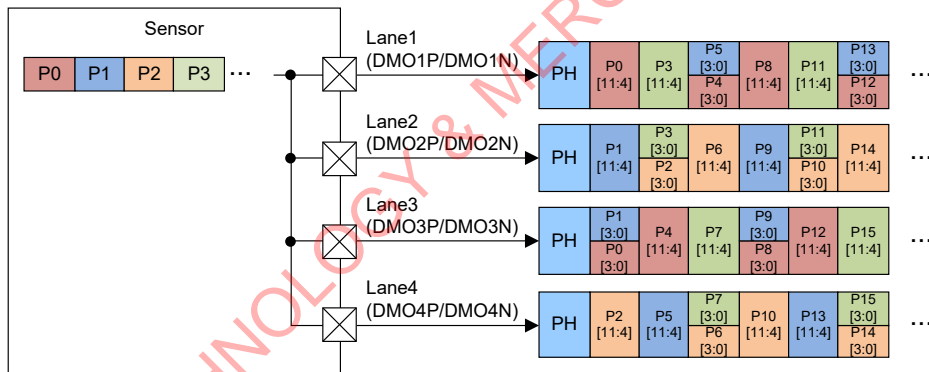 Sensor
P0 P1 P2 P3 ...
Lane1
(DMO1P/DMO1N)
PH
P0
[11:4]
P3
[11:4]
P5
[3:0]
P4
[3:0]
P8
[11:4]
P11
[11:4]
P13
[3:0]
P12
[3:0]
...
Lane2
(DMO2P/DMO2N)
PH
P1
[11:4]
P3
[3:0]
P2
[3:0]
P6
[11:4]
P9
[11:4]
P11
[3:0]
P10
[3:0]
P14
[11:4]
...
Lane3
(DMO3P/DMO3N)
PH
P1
[3:0]
P0
[3:0]
P4
[11:4]
P7
[11:4]
P9
[3:0]
P8
[3:0]
P12
[11:4]
P15
[11:4]
...
Lane4
(DMO4P/DMO4N)
PH
P2
[11:4]
P5
[11:4]
P7
[3:0]
P6
[3:0]
P10
[11:4]
P13
[11:4]
P15
[3:0]
P14
[3:0]
...
HNOLOGY & MERC